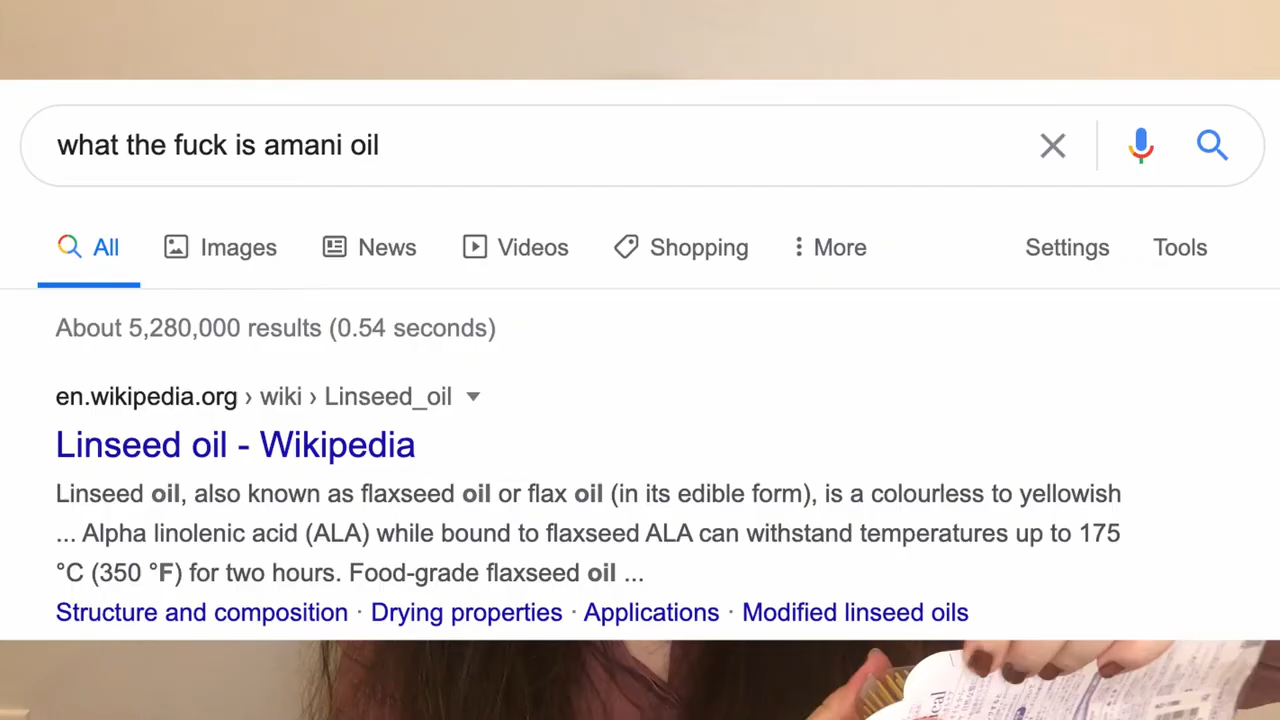 what the fuck is amani oil
All Images News Videos Shopping More Settings Tools
About 5,280,000 results (0.54 seconds)
en.wikipedia.org › wiki › Linseed_oil
Linseed oil - Wikipedia
Linseed oil, also known as flaxseed oil or flax oil (in its edible form), is a colourless to yellowish
... Alpha linolenic acid (ALA) while bound to flaxseed ALA can withstand temperatures up to 175
°C (350 °F) for two hours. Food-grade flaxseed oil ...
Structure and composition · Drying properties · Applications · Modified linseed oils